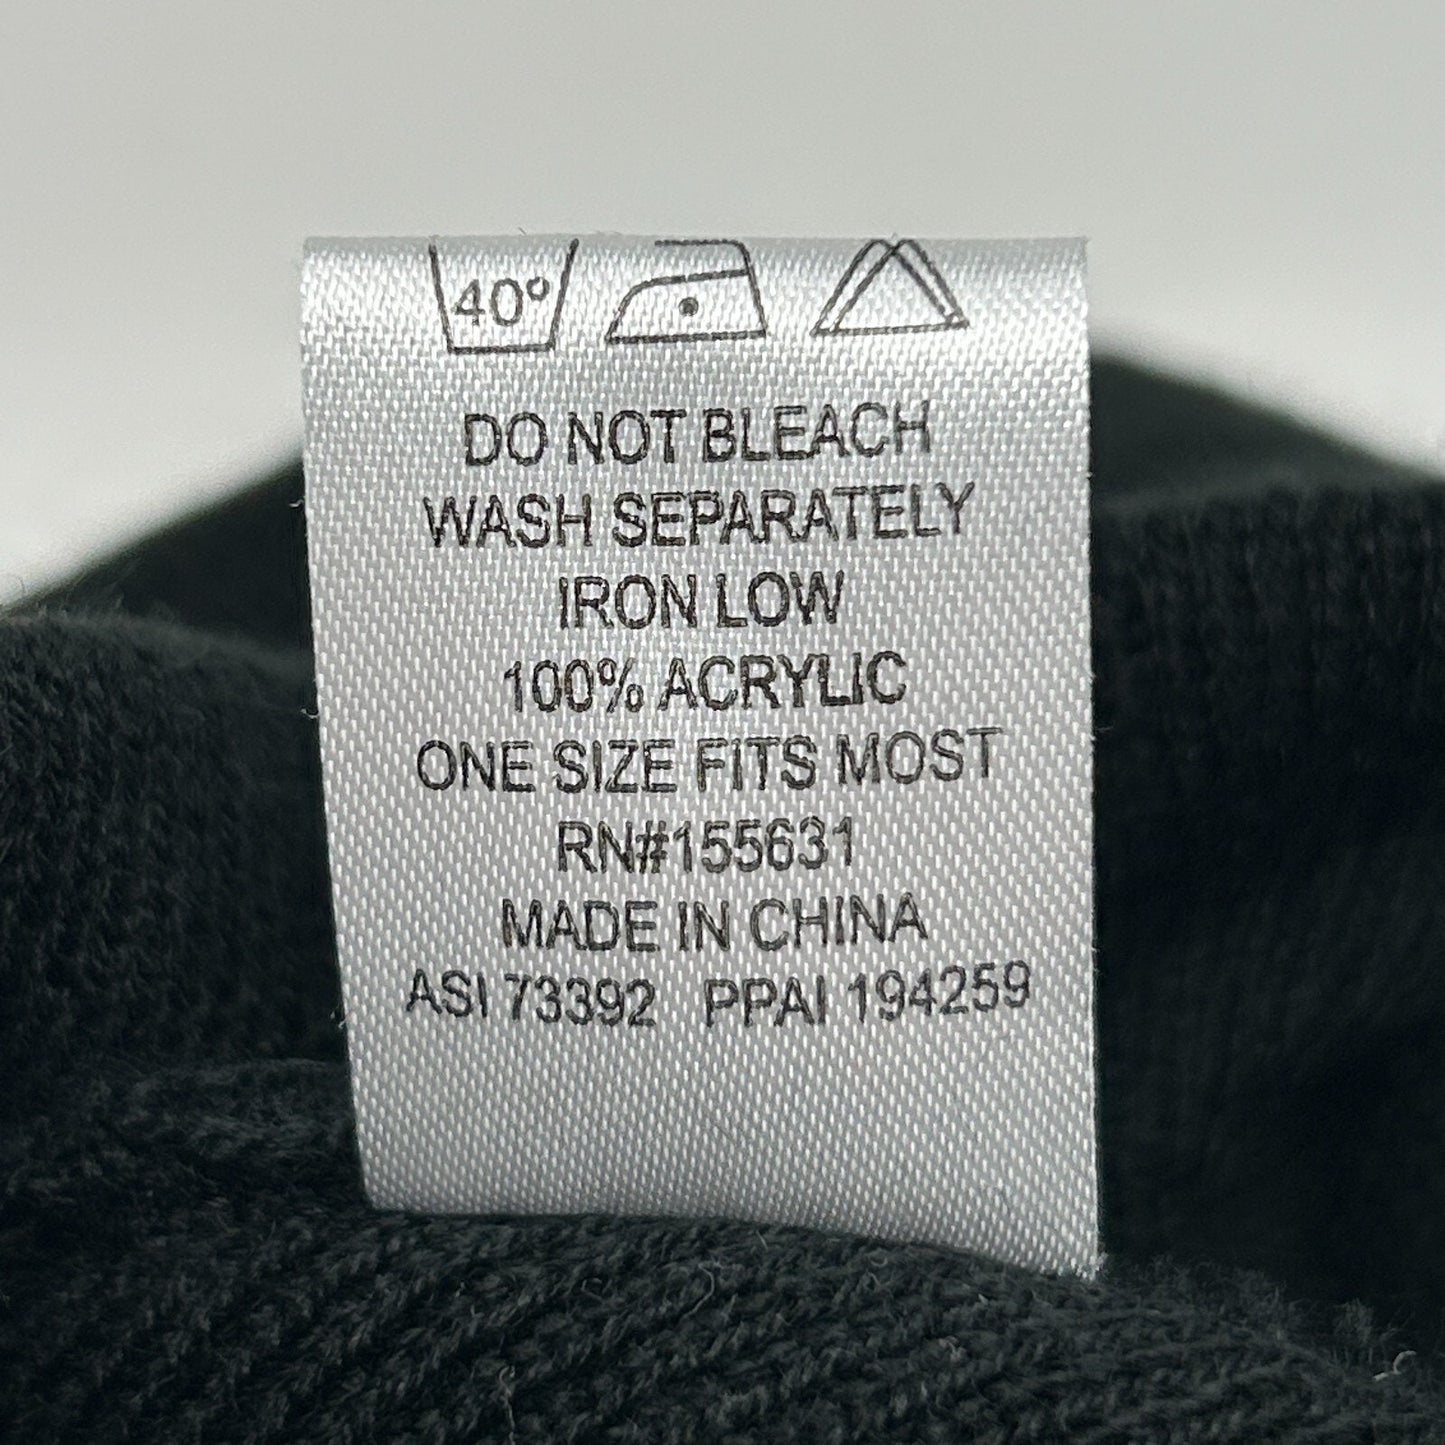 40°
DO NOT BLEACH
WASH SEPARATELY
IRON LOW
100% ACRYLIC
ONE SIZE FITS MOST
RN#155631
MADE IN CHINA
ASI 73392 PPAI 194259